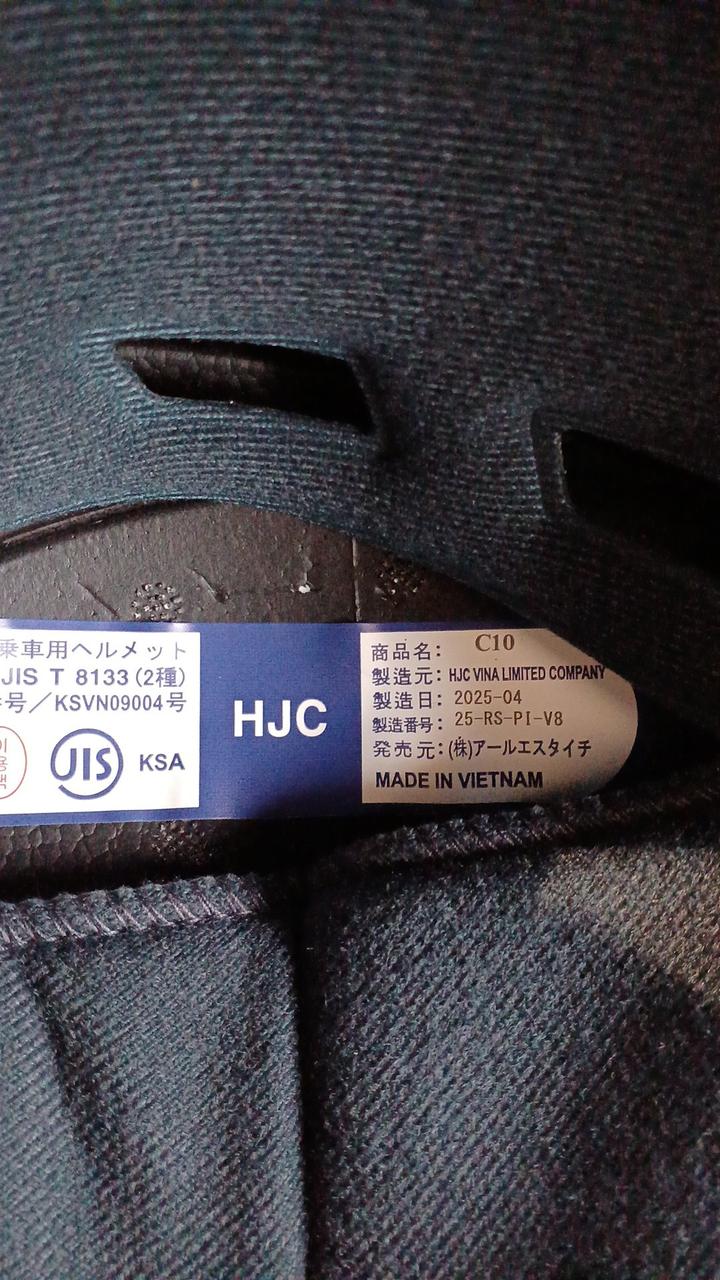 乗車用ヘルメット
JIS T 8133 (2種)
号／KSVN09004号
JIS KSA
HJC
商品名: C10
製造元: HJC VINA LIMITED COMPANY
製造日: 2025-04
製造番号: 25-RS-PI-V8
発売元: (株)アールエスタイチ
MADE IN VIETNAM